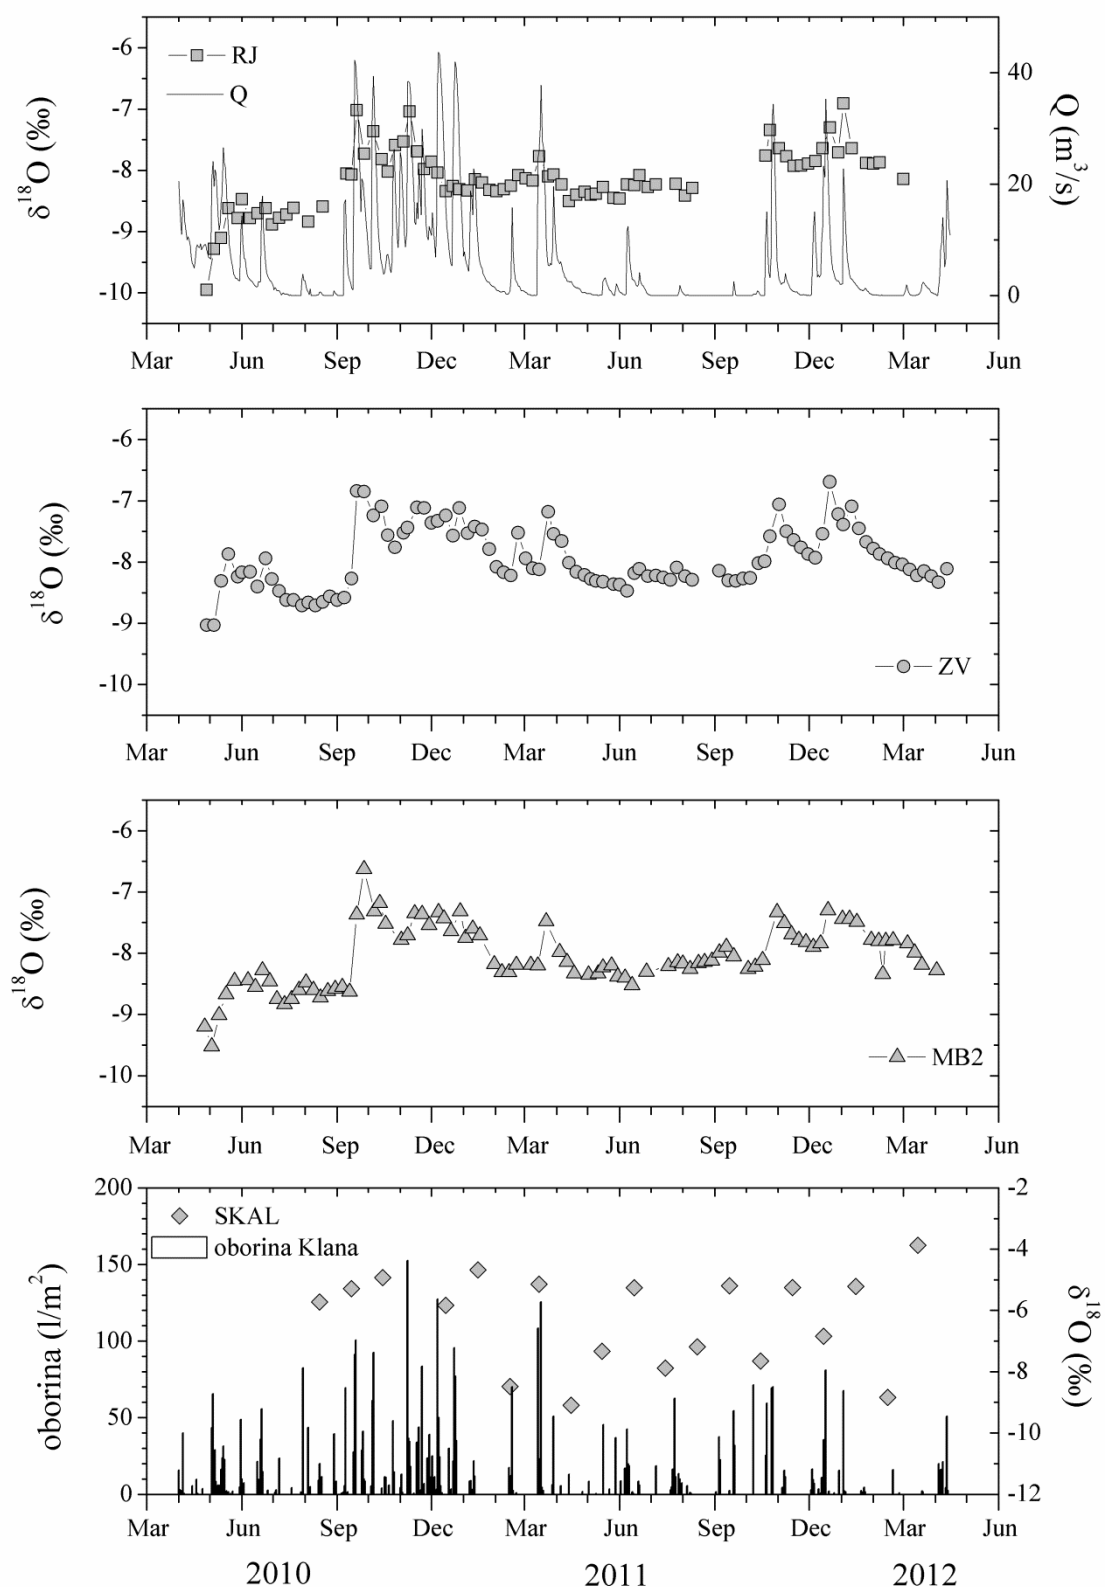 -6
-7
-8
-9
-10
δ¹⁸O (‰)
RJ
Q
40
20
0
Q (m³/s)
Mar Jun Sep Dec Mar Jun Sep Dec Mar Jun
-6
-7
-8
-9
-10
δ¹⁸O (‰)
ZV
Mar Jun Sep Dec Mar Jun Sep Dec Mar Jun
-6
-7
-8
-9
-10
δ¹⁸O (‰)
MB2
Mar Jun Sep Dec Mar Jun Sep Dec Mar Jun
200
150
100
50
0
oborina (l/m²)
SKAL
oborina Klana
-2
-4
-6
-8
-10
-12
δ¹⁸O (‰)
Mar Jun Sep Dec Mar Jun Sep Dec Mar Jun
2010 2011 2012